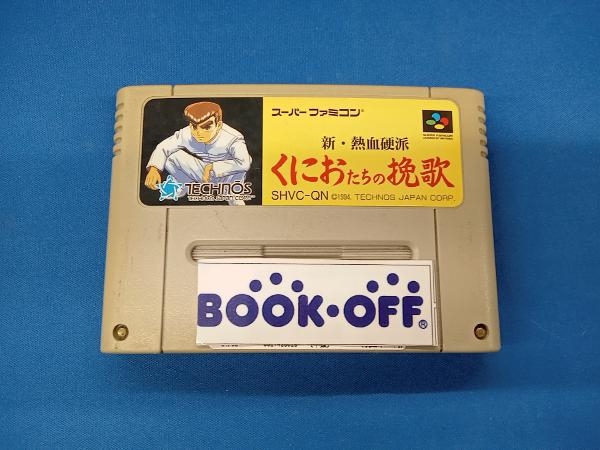 スーパーファミコン
新・熱血硬派
くにおたちの挽歌
SHVC-QN ©1994, TECHNOS JAPAN CORP.
TECHNOS
BOOK・OFF®